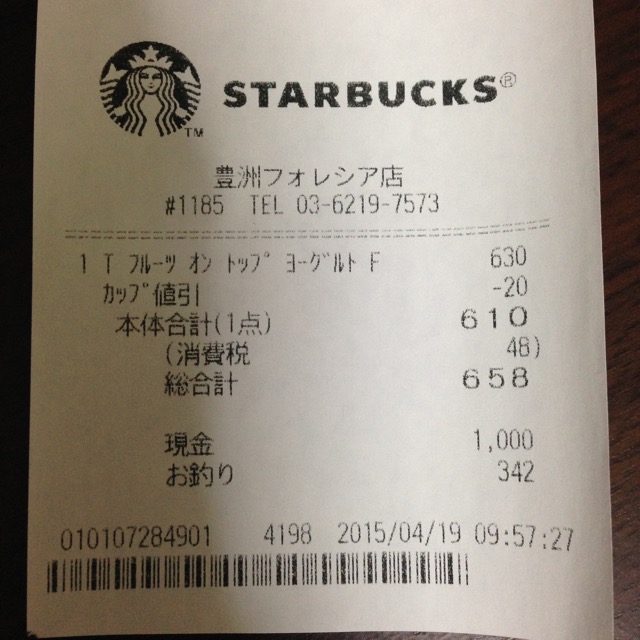 STARBUCKS®
TM
豊洲フォレシア店
#1185 TEL 03-6219-7573
1 T フルーツ オン トップ ヨーグルト F 630
カップ値引 -20
本体合計(1点) 610
(消費税 48)
総合計 658
現金 1,000
お釣り 342
010107284901 4198 2015/04/19 09:57:27